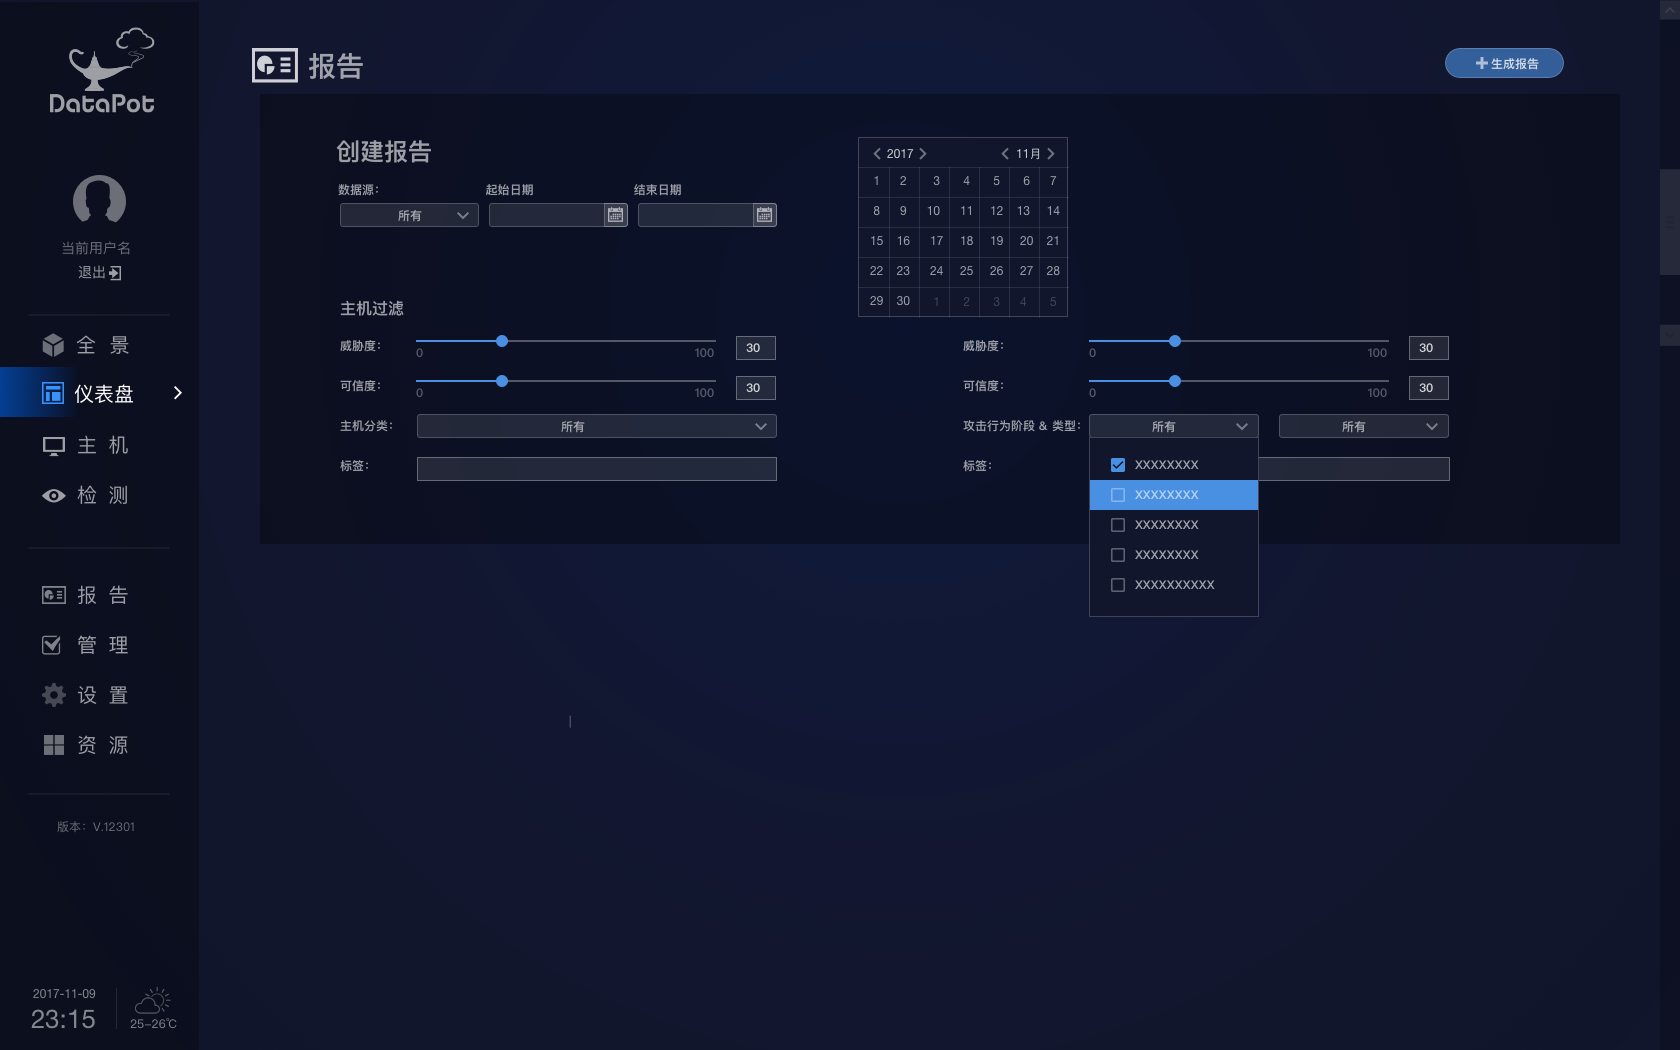 DataPot
当前用户名
退出
全 景
仪表盘
主 机
检 测
报 告
管 理
设 置
资 源
版本: V.12301
2017-11-09
23:15
25-26℃
报告
生成报告
创建报告
数据源:
起始日期
结束日期
所有
2017
11月
1 2 3 4 5 6 7
8 9 10 11 12 13 14
15 16 17 18 19 20 21
22 23 24 25 26 27 28
29 30 1 2 3 4 5
主机过滤
威胁度:
0
100
30
可信度:
0
100
30
主机分类:
所有
标签:
威胁度:
0
100
30
可信度:
0
100
30
攻击行为阶段 & 类型:
所有
所有
标签:
XXXXXXXX
XXXXXXXX
XXXXXXXX
XXXXXXXX
XXXXXXXXXX